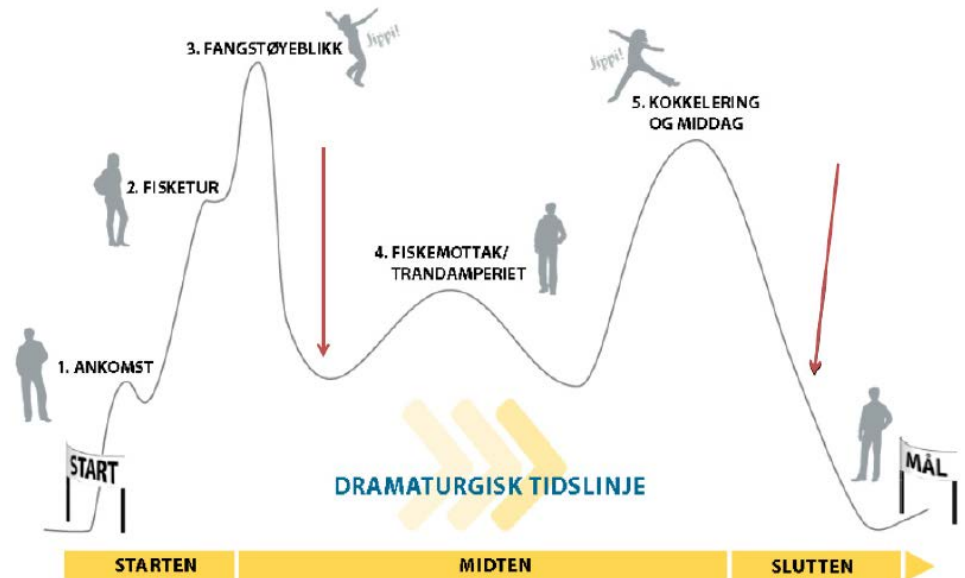 3. FANGSTØYEBLIKK
Jippi!
Jippi!
5. KOKKELERING
OG MIDDAG
2. FISKETUR
4. FISKEMOTTAK/
TRANDAMPERIET
1. ANKOMST
START
MÅL
DRAMATURGISK TIDSLINJE
STARTEN
MIDTEN
SLUTTEN